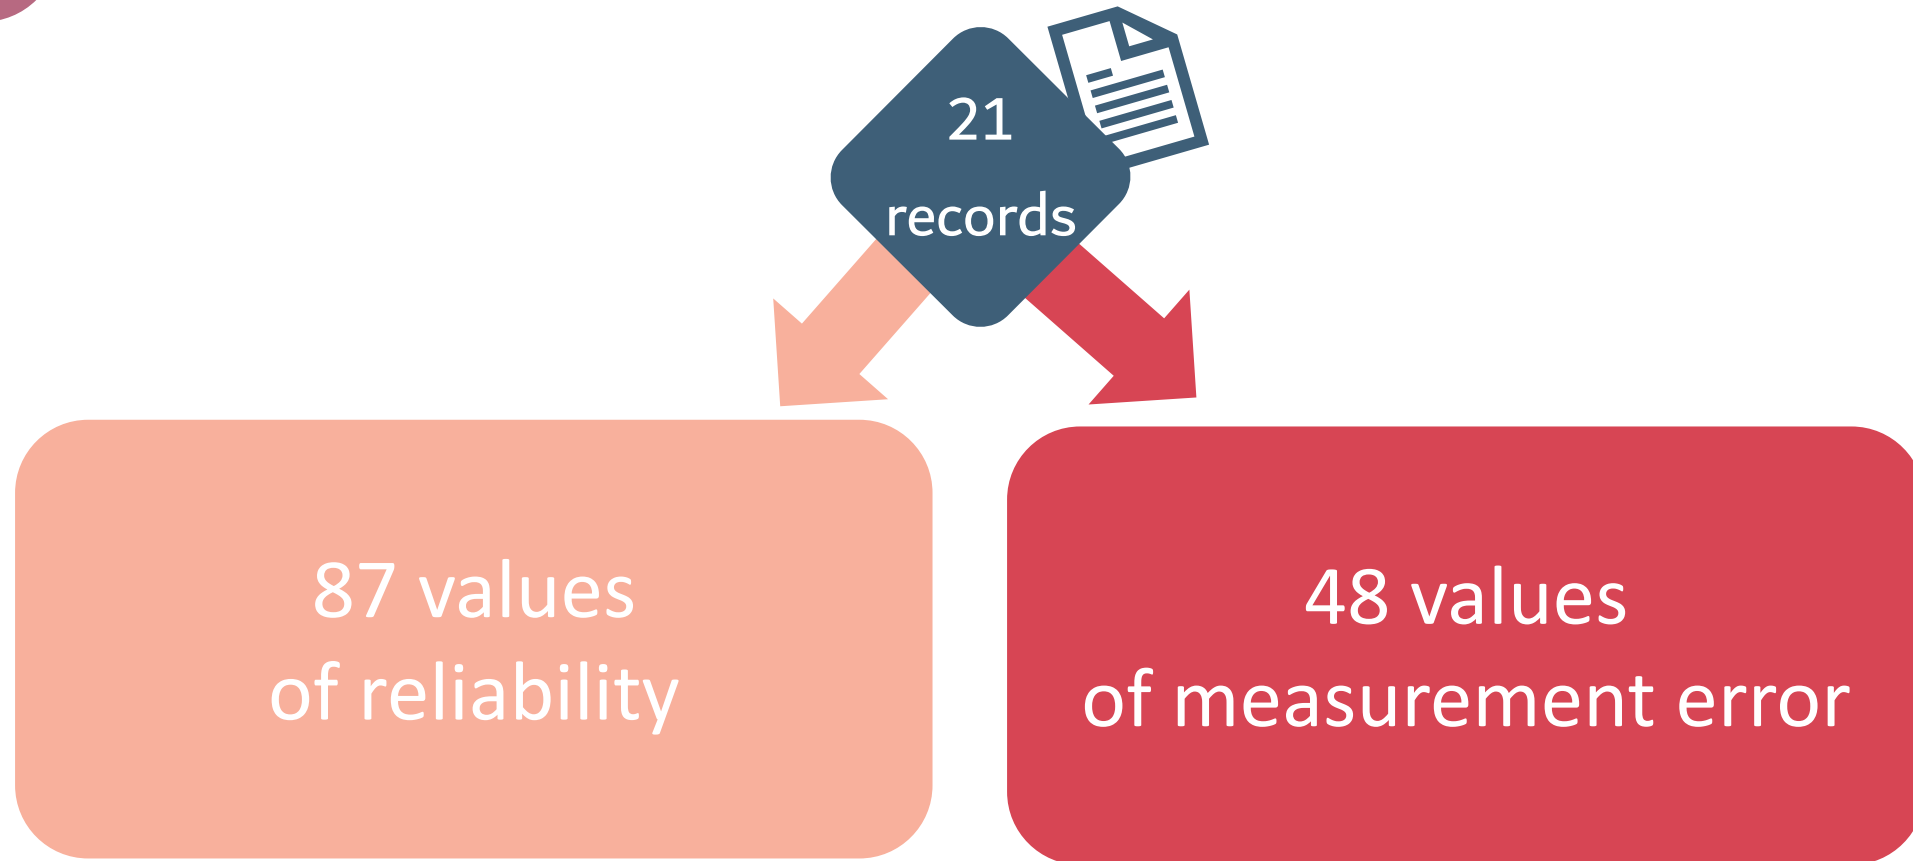 21
records
87 values
of reliability
48 values
of measurement error